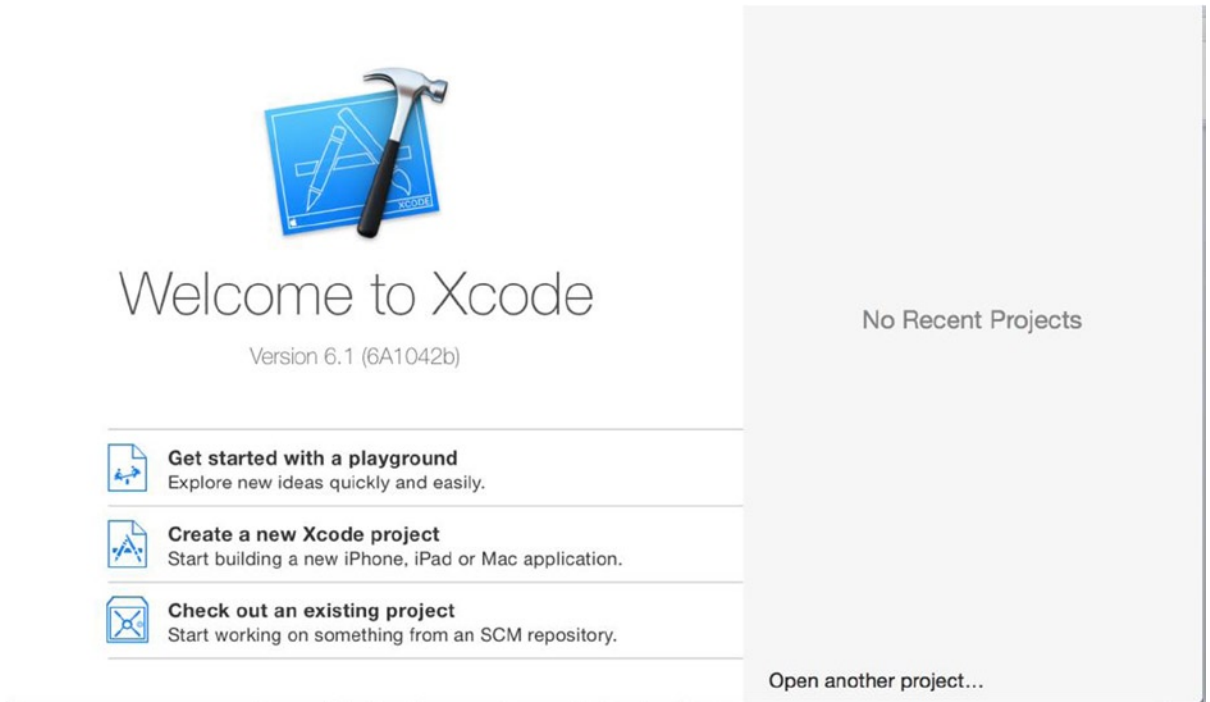 XCODE
Welcome to Xcode
Version 6.1 (6A1042b)
Get started with a playground
Explore new ideas quickly and easily.
Create a new Xcode project
Start building a new iPhone, iPad or Mac application.
Check out an existing project
Start working on something from an SCM repository.
No Recent Projects
Open another project...